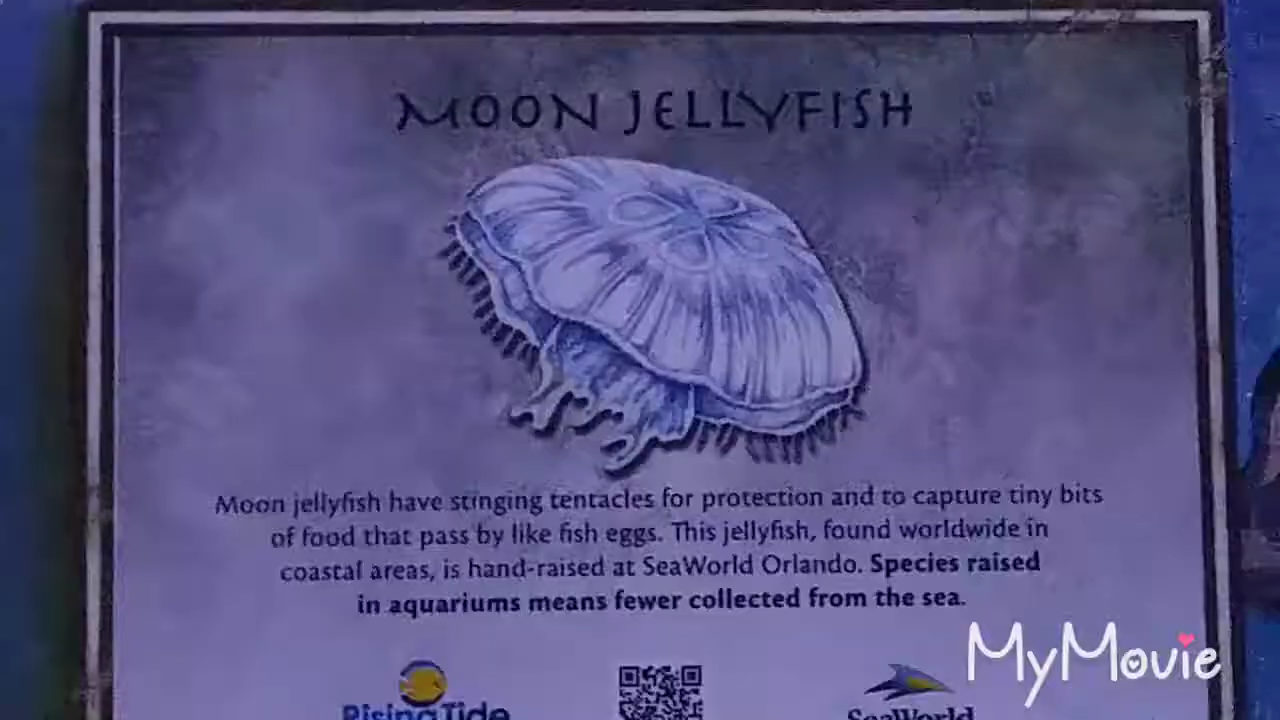 MOON JELLYFISH
Moon jellyfish have stinging tentacles for protection and to capture tiny bits
of food that pass by like fish eggs. This jellyfish, found worldwide in
coastal areas, is hand-raised at SeaWorld Orlando. Species raised
in aquariums means fewer collected from the sea.
MyMovie
Rising Tide
SeaWorld